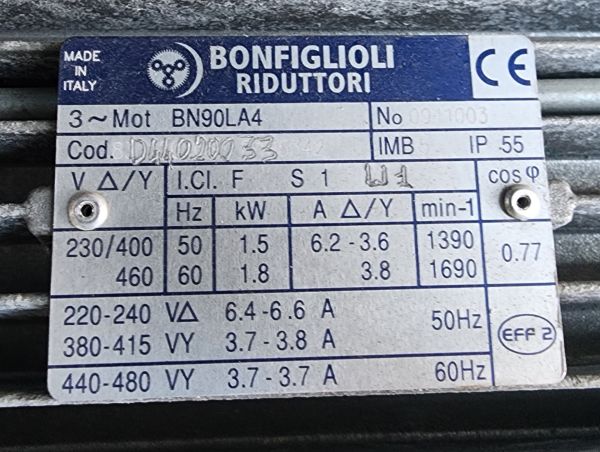 MADE
IN
ITALY
BONFIGLIOLI
RIDUTTORI
CE
3~Mot BN90LA4 No
Cod. IMB IP 55
V Δ/Y I.Cl. F S 1 W1 cos φ
Hz kW A Δ/Y min-1
230/400 50 1.5 6.2-3.6 1390
0.77
460 60 1.8 3.8 1690
220-240 VΔ 6.4-6.6 A
50Hz
380-415 VY 3.7-3.8 A
EFF 2
440-480 VY 3.7-3.7 A 60Hz